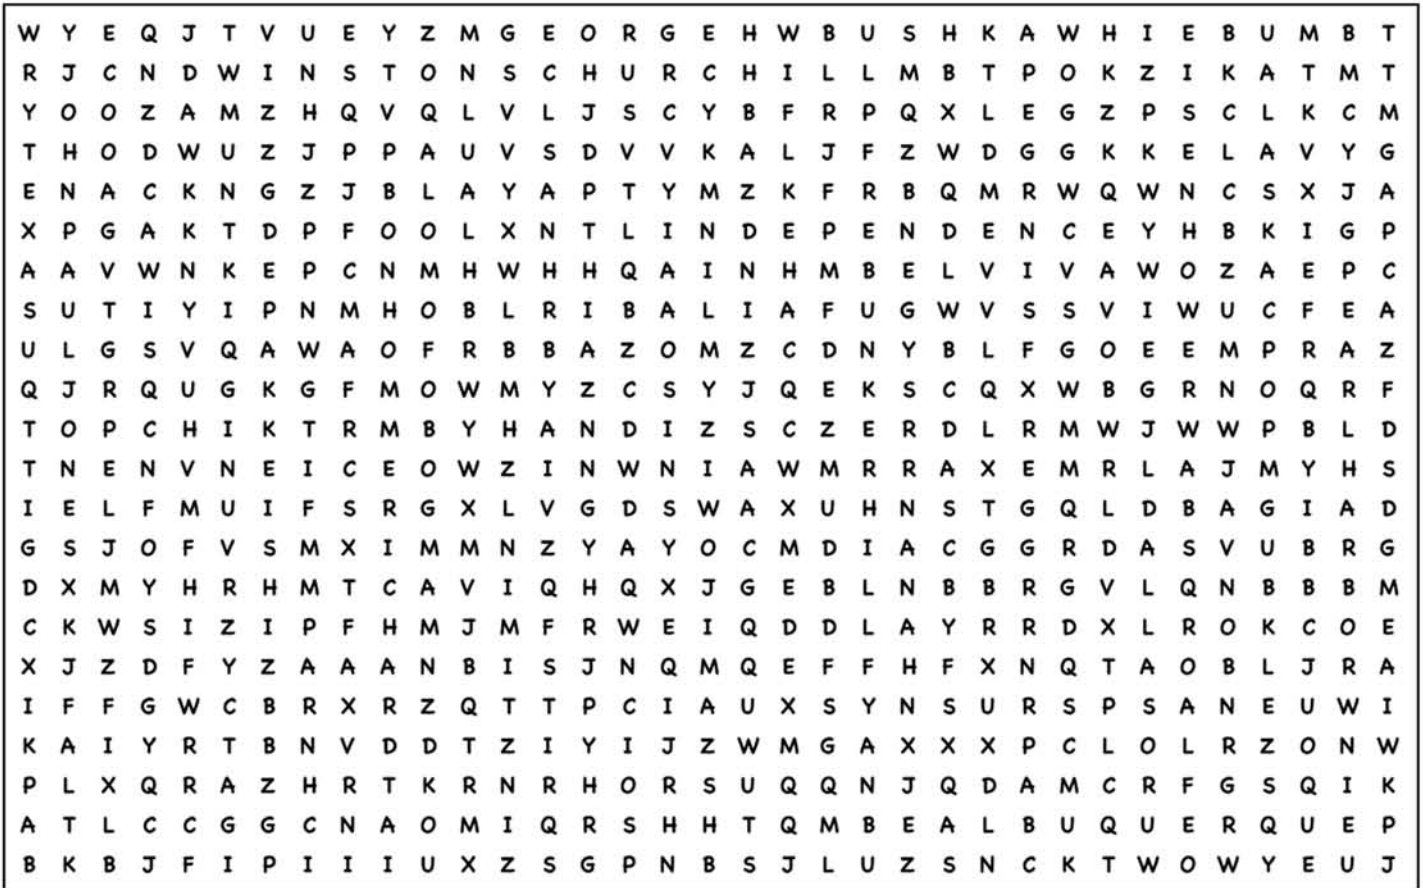 W Y E Q J T V U E Y Z M G E O R G E H W B U S H K A W H I E B U M B T
R J C N D W I N S T O N S C H U R C H I L L M B T P O K Z I K A T M T
Y O O Z A M Z H Q V Q L V L J S C Y B F R P Q X L E G Z P S C L K C M
T H O D W U Z J P P A U V S D V V K A L J F Z W D G G K K E L A V Y G
E N A C K N G Z J B L A Y A P T Y M Z K F R B Q M R W Q W N C S X J A
X P G A K T D P F O O L X N T L I N D E P E N D E N C E Y H B K I G P
A A V W N K E P C N M H W H H Q A I N H M B E L V I V A W O Z A E P C
S U T I Y I P N M H O B L R I B A L I A F U G W V S S V I W U C F E A
U L G S V Q A W A O F R B B A Z O M Z C D N Y B L F G O E E M P R A Z
Q J R Q U G K G F M O W M Y Z C S Y J Q E K S C Q X W B G R N O Q R F
T O P C H I K T R M B Y H A N D I Z S C Z E R D L R M W J W W P B L D
T N E N V N E I C E O W Z I N W N I A W M R R A X E M R L A J M Y H S
I E L F M U I F S R G X L V G D S W A X U H N S T G Q L D B A G I A D
G S J O F V S M X I M M N Z Y A Y O C M D I A C G G R D A S V U B R G
D X M Y H R H M T C A V I Q H Q X J G E B L N B B R G V L Q N B B B M
C K W S I Z I P F H M J M F R W E I Q D D L A Y R R D X L R O K C O E
X J Z D F Y Z A A A N B I S J N Q M Q E F F H F X N Q T A O B L J R A
I F F G W C B R X R Z Q T T P C I A U X S Y N S U R S P S A N E U W I
K A I Y R T B N V D D T Z I Y I J Z W M G A X X X P C L O L R Z O N W
P L X Q R A Z H R T K R N R H O R S U Q Q N J Q D A M C R F G S Q I K
A T L C C G G C N A O M I Q R S H H T Q M B E A L B U Q U E R Q U E P
B K B J F I P I I I U X Z S G P N B S J L U Z S N C K T W O W Y E U J